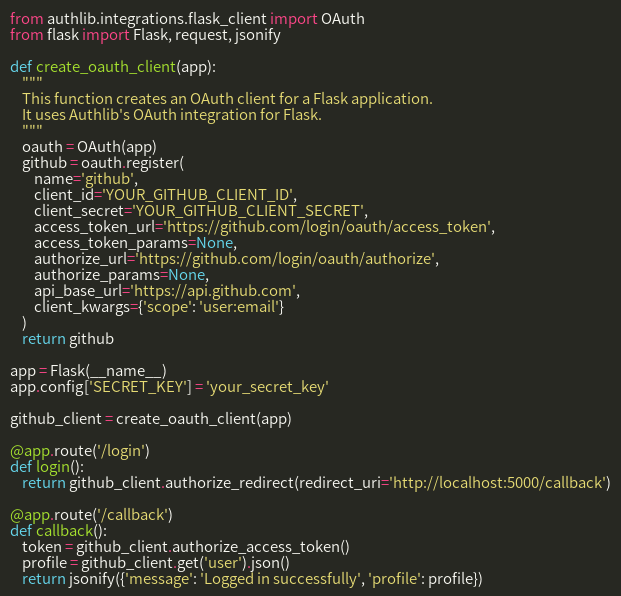 from authlib.integrations.flask_client import OAuth
from flask import Flask, request, jsonify

def create_oauth_client(app):
    """
    This function creates an OAuth client for a Flask application.
    It uses Authlib's OAuth integration for Flask.
    """
    oauth = OAuth(app)
    github = oauth.register(
        name='github',
        client_id='YOUR_GITHUB_CLIENT_ID',
        client_secret='YOUR_GITHUB_CLIENT_SECRET',
        access_token_url='https://github.com/login/oauth/access_token',
        access_token_params=None,
        authorize_url='https://github.com/login/oauth/authorize',
        authorize_params=None,
        api_base_url='https://api.github.com',
        client_kwargs={'scope': 'user:email'}
    )
    return github

app = Flask(__name__)
app.config['SECRET_KEY'] = 'your_secret_key'

github_client = create_oauth_client(app)

@app.route('/login')
def login():
    return github_client.authorize_redirect(redirect_uri='http://localhost:5000/callback')

@app.route('/callback')
def callback():
    token = github_client.authorize_access_token()
    profile = github_client.get('user').json()
    return jsonify({'message': 'Logged in successfully', 'profile': profile})